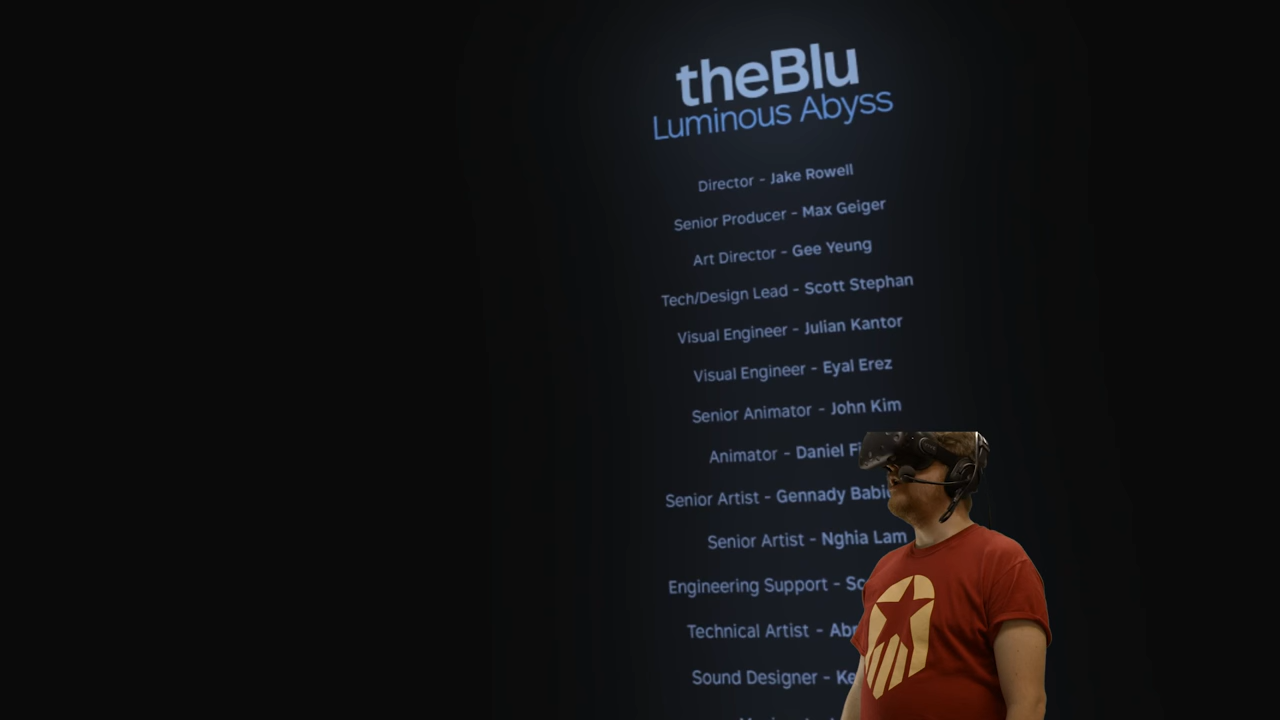 theBlu
Luminous Abyss
Director - Jake Rowell
Senior Producer - Max Geiger
Art Director - Gee Yeung
Tech/Design Lead - Scott Stephan
Visual Engineer - Julian Kantor
Visual Engineer - Eyal Erez
Senior Animator - John Kim
Animator - Daniel
Senior Artist - Gennady
Senior Artist - Nghia Lam
Engineering Support -
Technical Artist -
Sound Designer -